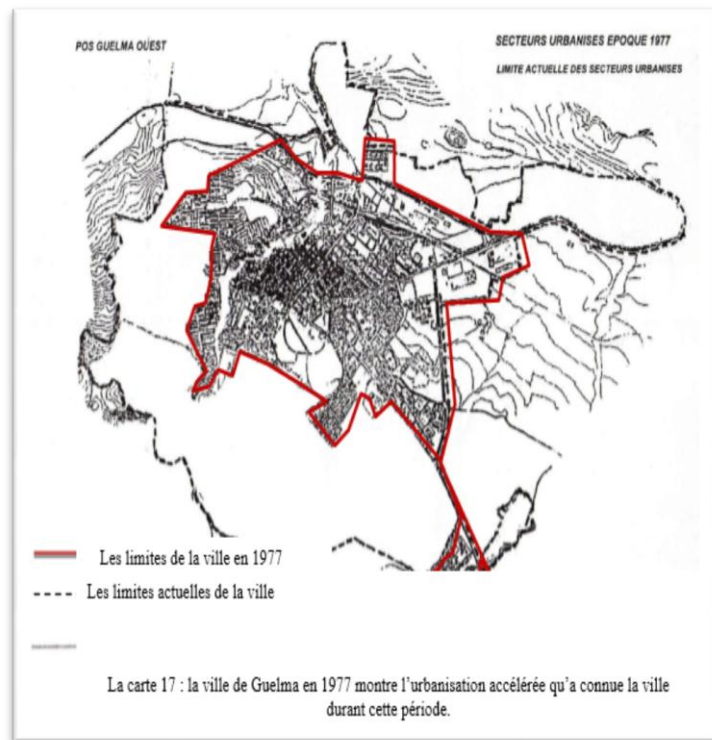 POS GUELMA OUEST
SECTEURS URBANISES EPOQUE 1977
LIMITE ACTUELLE DES SECTEURS URBANISES
Les limites de la ville en 1977
Les limites actuelles de la ville
La carte 17 : la ville de Guelma en 1977 montre l’urbanisation accélérée qu’a connue la ville
durant cette période.